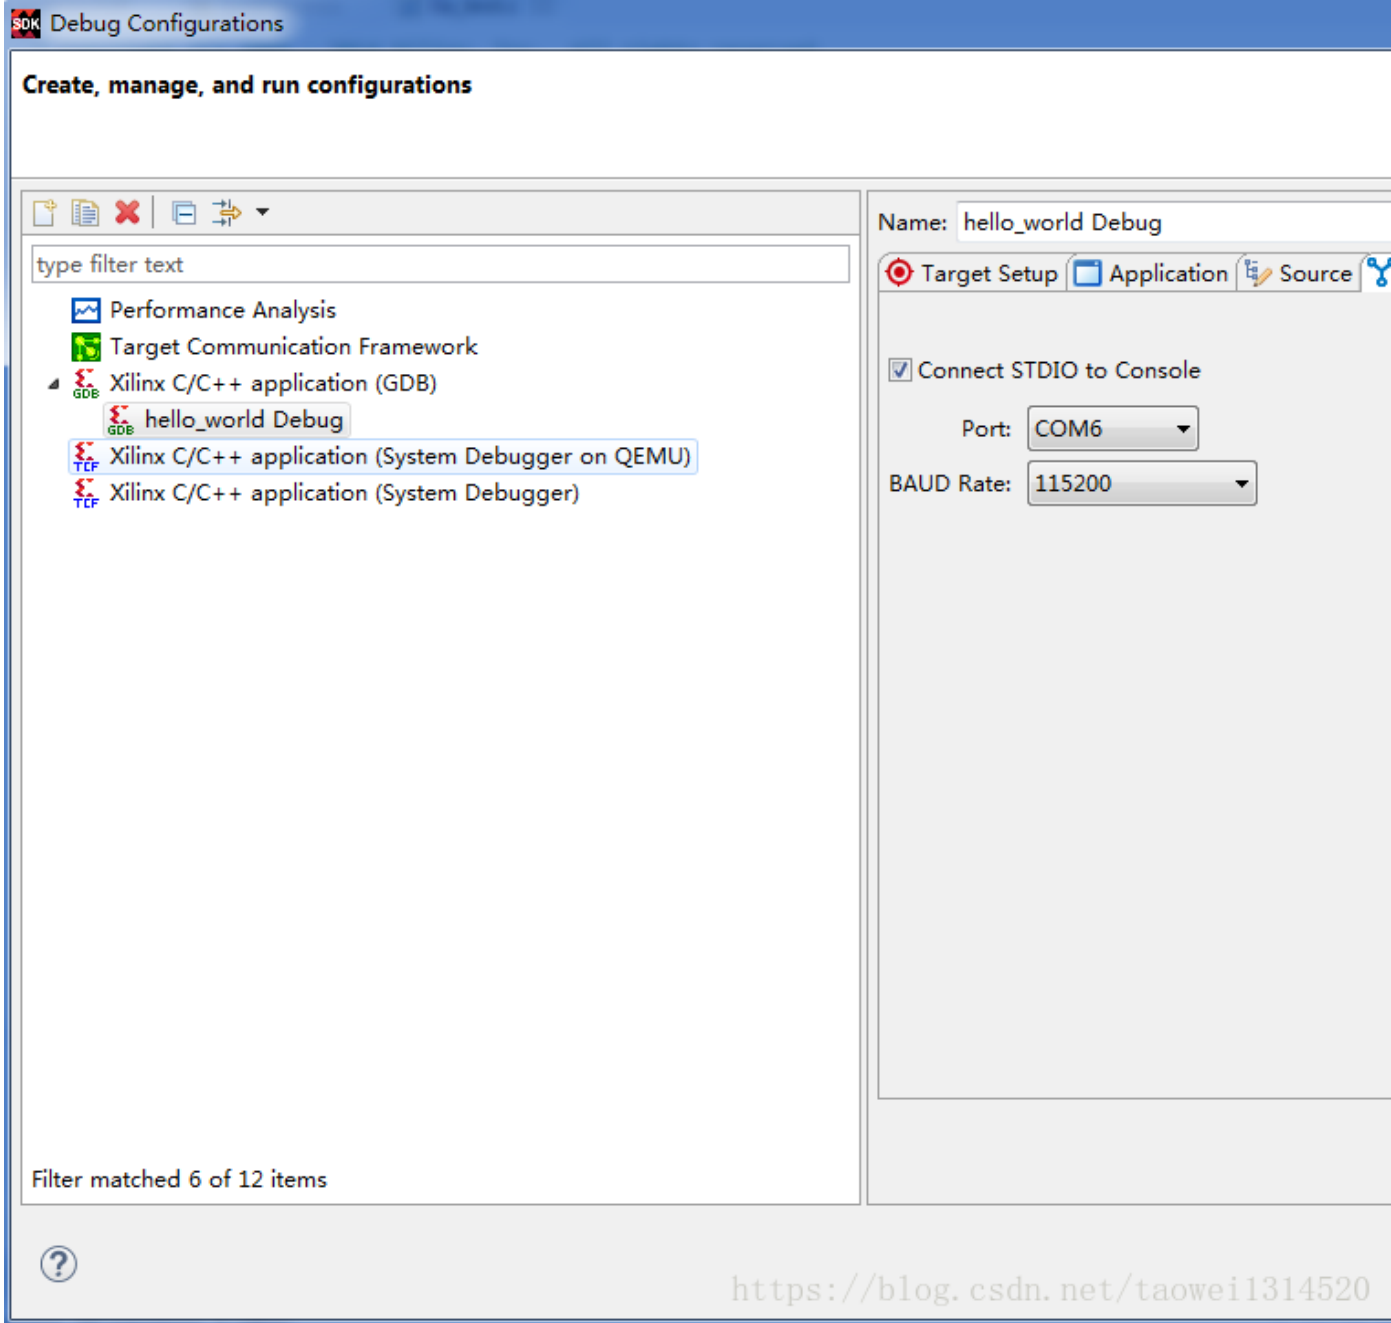 SDK Debug Configurations
Create, manage, and run configurations
type filter text
Performance Analysis
Target Communication Framework
GDB Xilinx C/C++ application (GDB)
GDB hello_world Debug
TCF Xilinx C/C++ application (System Debugger on QEMU)
TCF Xilinx C/C++ application (System Debugger)
Filter matched 6 of 12 items
Name: hello_world Debug
Target Setup Application Source
Connect STDIO to Console
Port: COM6
BAUD Rate: 115200
?
https://blog.csdn.net/taowei1314520